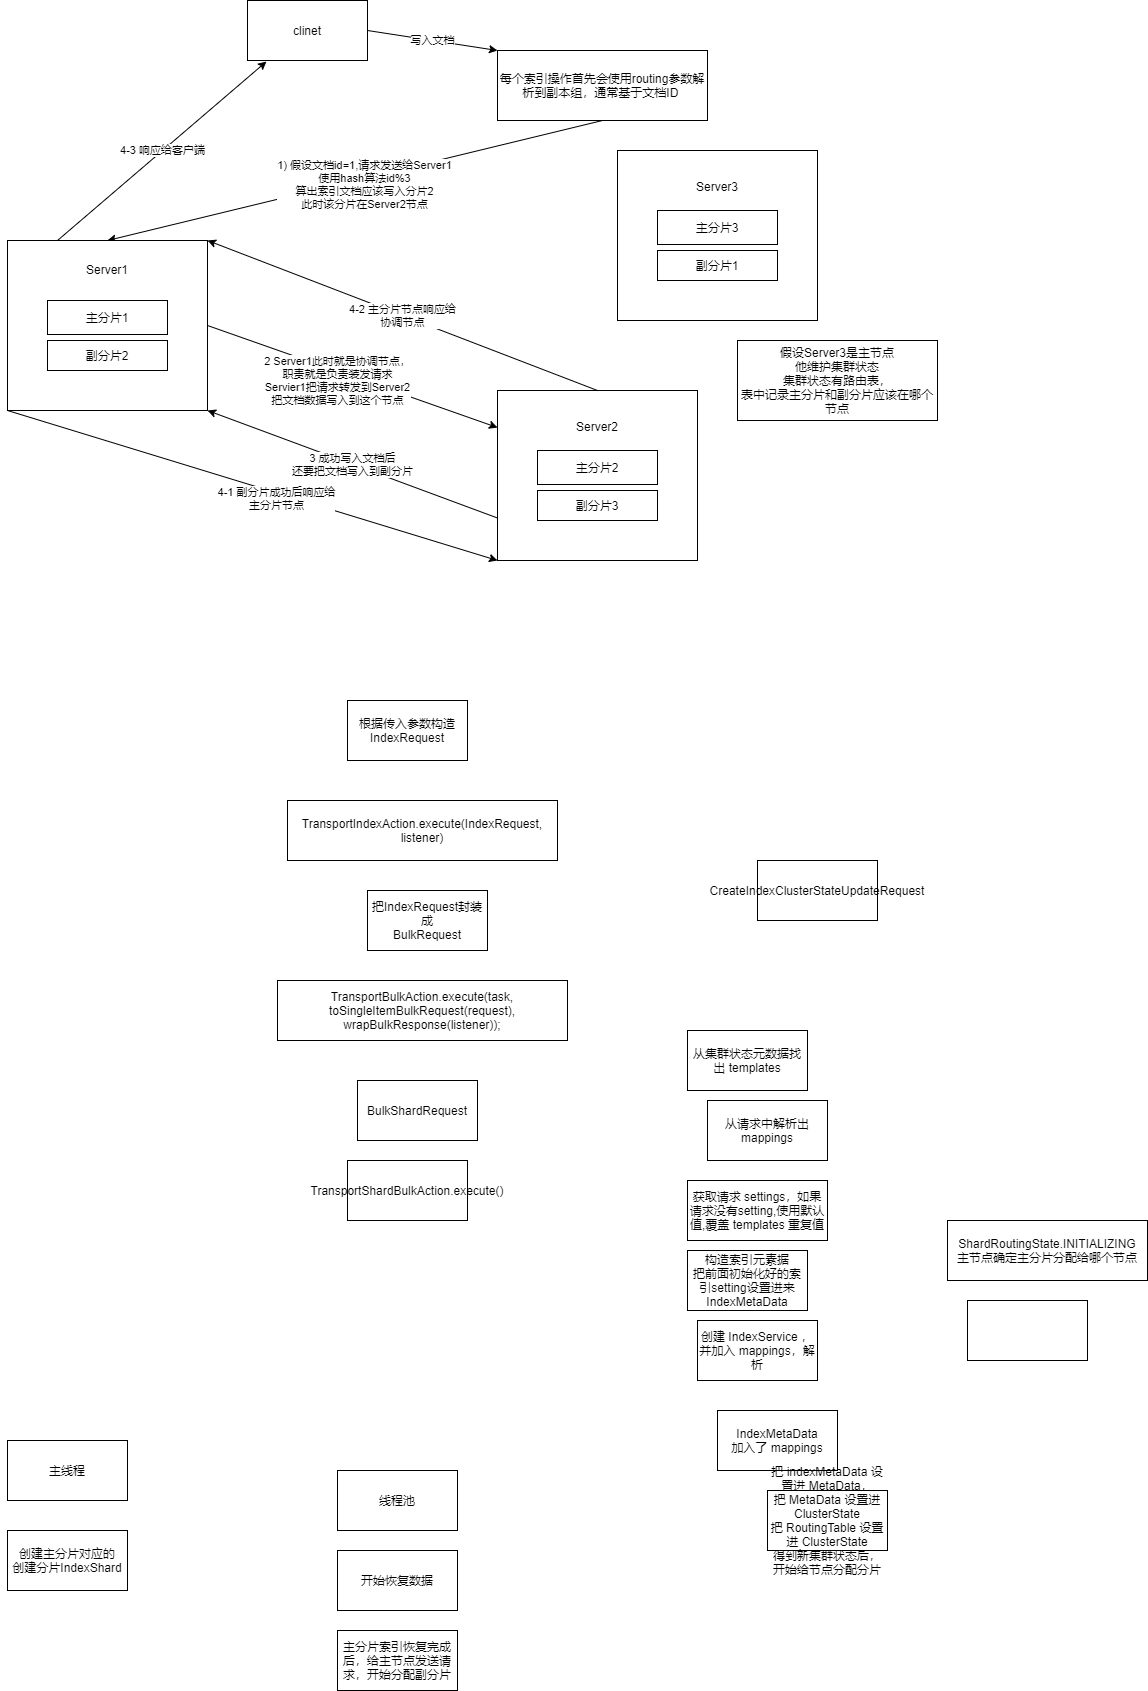 clinet
写入文档
每个索引操作首先会使用routing参数解
析到副本组，通常基于文档ID
4-3 响应给客户端
1) 假设文档id=1,请求发送给Server1
使用hash算法id%3
算出索引文档应该写入分片2
此时该分片在Server2节点
Server3
主分片3
副分片1
Server1
主分片1
副分片2
4-2 主分片节点响应给
协调节点
假设Server3是主节点
他维护集群状态
集群状态有路由表，
表中记录主分片和副分片应该在哪个
节点
2 Server1此时就是协调节点，
职责就是负责装发请求
Servier1把请求转发到Server2
把文档数据写入到这个节点
Server2
主分片2
副分片3
3 成功写入文档后
还要把文档写入到副分片
4-1 副分片成功后响应给
主分片节点
根据传入参数构造
IndexRequest
TransportIndexAction.execute(IndexRequest,
listener)
CreateIndexClusterStateUpdateRequest
把IndexRequest封装
成
BulkRequest
TransportBulkAction.execute(task,
toSingleItemBulkRequest(request),
wrapBulkResponse(listener));
从集群状态元数据找
出 templates
BulkShardRequest
从请求中解析出
mappings
TransportShardBulkAction.execute()
获取请求 settings，如果
请求没有setting,使用默认
值,覆盖 templates 重复值
ShardRoutingState.INITIALIZING
主节点确定主分片分配给哪个节点
构造索引元素据
把前面初始化好的索
引setting设置进来
IndexMetaData
创建 IndexService ，
并加入 mappings，解
析
IndexMetaData
加入了 mappings
主线程
把 indexMetaData 设
置进 MetaData，
把 MetaData 设置进
ClusterState
把 RoutingTable 设置
进 ClusterState
得到新集群状态后，
开始给节点分配分片
线程池
创建主分片对应的
创建分片IndexShard
开始恢复数据
主分片索引恢复完成
后，给主节点发送请
求，开始分配副分片